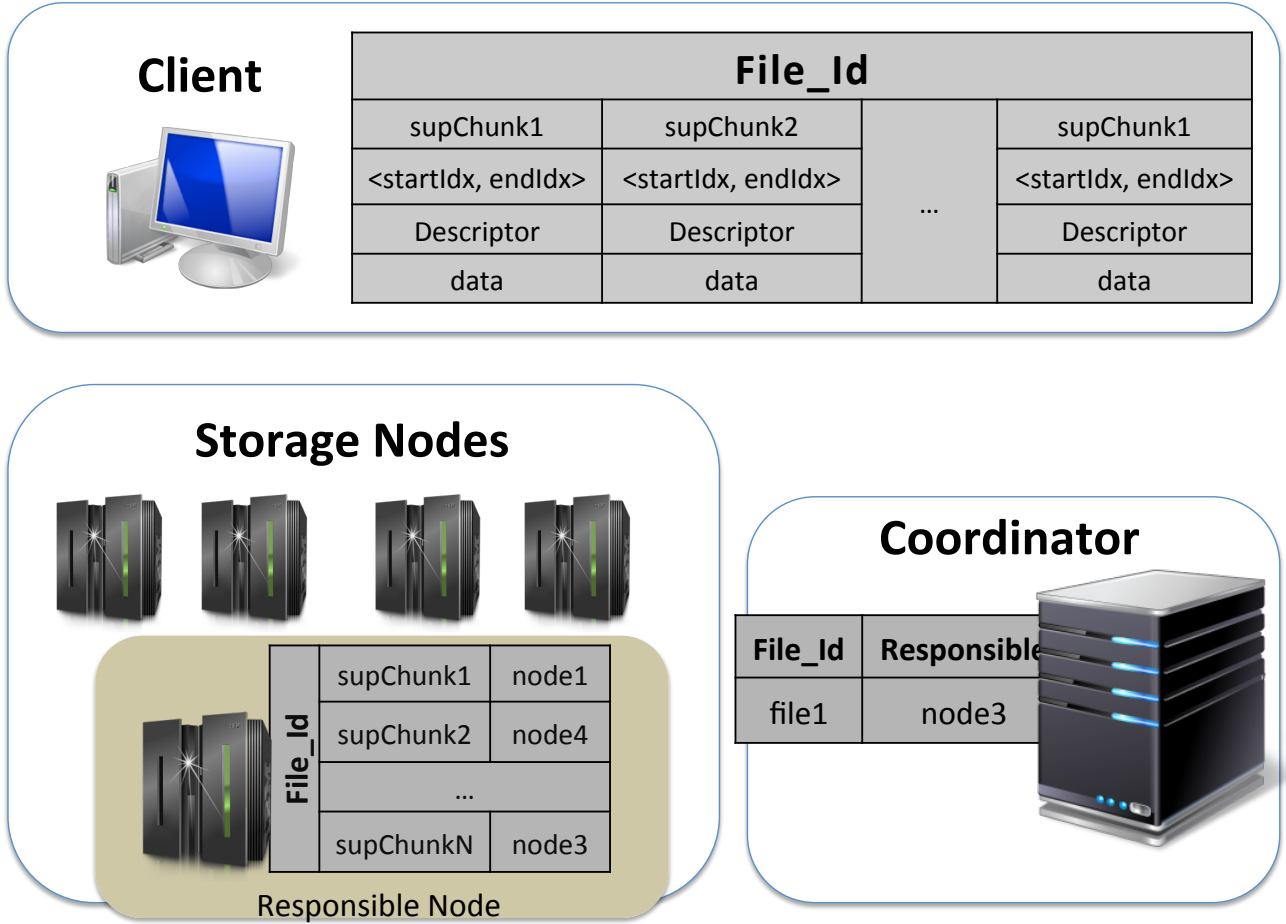 Client
File_Id
supChunk1 supChunk2 ... supChunk1
<startIdx, endIdx> <startIdx, endIdx> <startIdx, endIdx>
Descriptor Descriptor Descriptor
data data data
Storage Nodes
File_Id
supChunk1 node1
supChunk2 node4
...
supChunkN node3
Responsible Node
Coordinator
File_Id Responsible
file1 node3